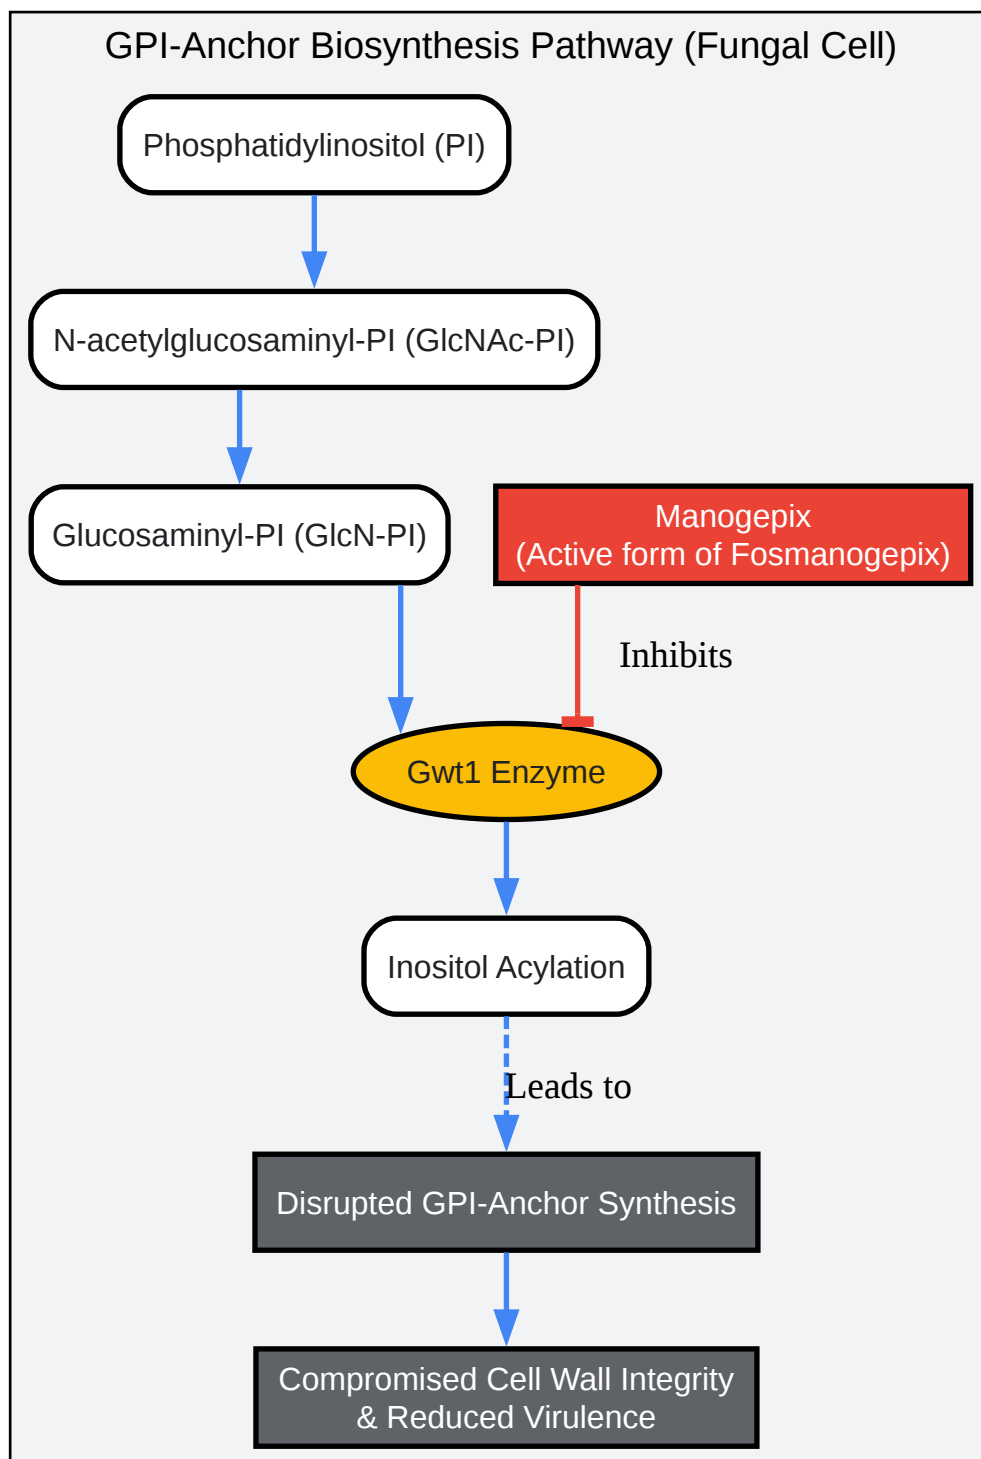 GPI-Anchor Biosynthesis Pathway (Fungal Cell)
Phosphatidylinositol (PI)
N-acetylglucosaminyl-PI (GlcNAc-PI)
Glucosaminyl-PI (GlcN-PI)
Manogepix
(Active form of Fosmanogepix)
Inhibits
Gwt1 Enzyme
Inositol Acylation
Leads to
Disrupted GPI-Anchor Synthesis
Compromised Cell Wall Integrity
& Reduced Virulence